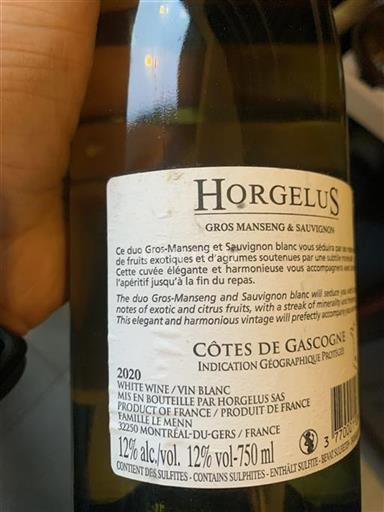 HORGELUS
GROS MANSENG & SAUVIGNON
Ce duo Gros-Manseng et Sauvignon blanc vous séduira par ses
de fruits exotiques et d'agrumes soutenues par une subtile
Cette cuvée élégante et harmonieuse vous accompagnera
l'apéritif jusqu'à la fin du repas.
The duo Gros-Manseng and Sauvignon blanc will seduce you
notes of exotic and citrus fruits, with a streak of minerality
This elegant and harmonious vintage will prefectly accompany
CÔTES DE GASCOGNE
INDICATION GÉOGRAPHIQUE PROTÉGÉE
2020
WHITE WINE / VIN BLANC
MIS EN BOUTEILLE PAR HORGELUS SAS
PRODUCT OF FRANCE / PRODUIT DE FRANCE
FAMILLE LE MENN
32250 MONTRÉAL-DU-GERS / FRANCE
12% alc./vol. 12% vol-750 ml
CONTIENT DES SULFITES - CONTAINS SULPHITES - ENTHÄLT SULFITE -